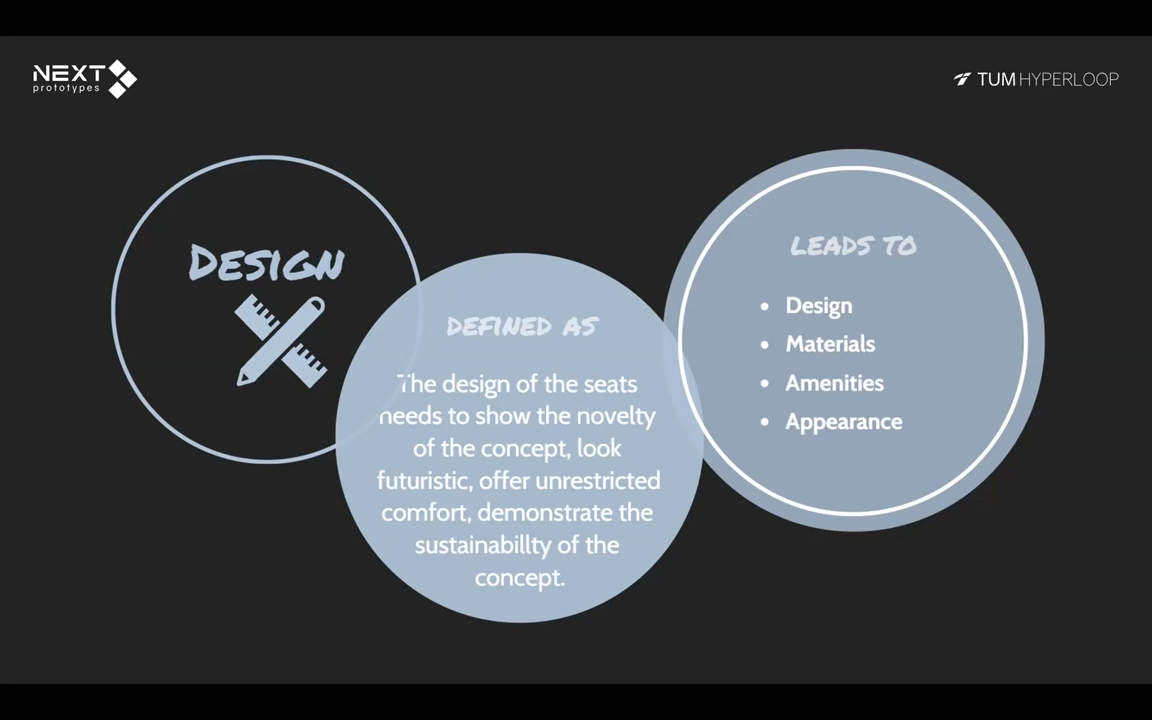 NEXT
prototypes
TUM HYPERLOOP
DESIGN
DEFINED AS
The design of the seats
needs to show the novelty
of the concept, look
futuristic, offer unrestricted
comfort, demonstrate the
sustainabillty of the
concept.
LEADS TO
• Design
• Materials
• Amenities
• Appearance